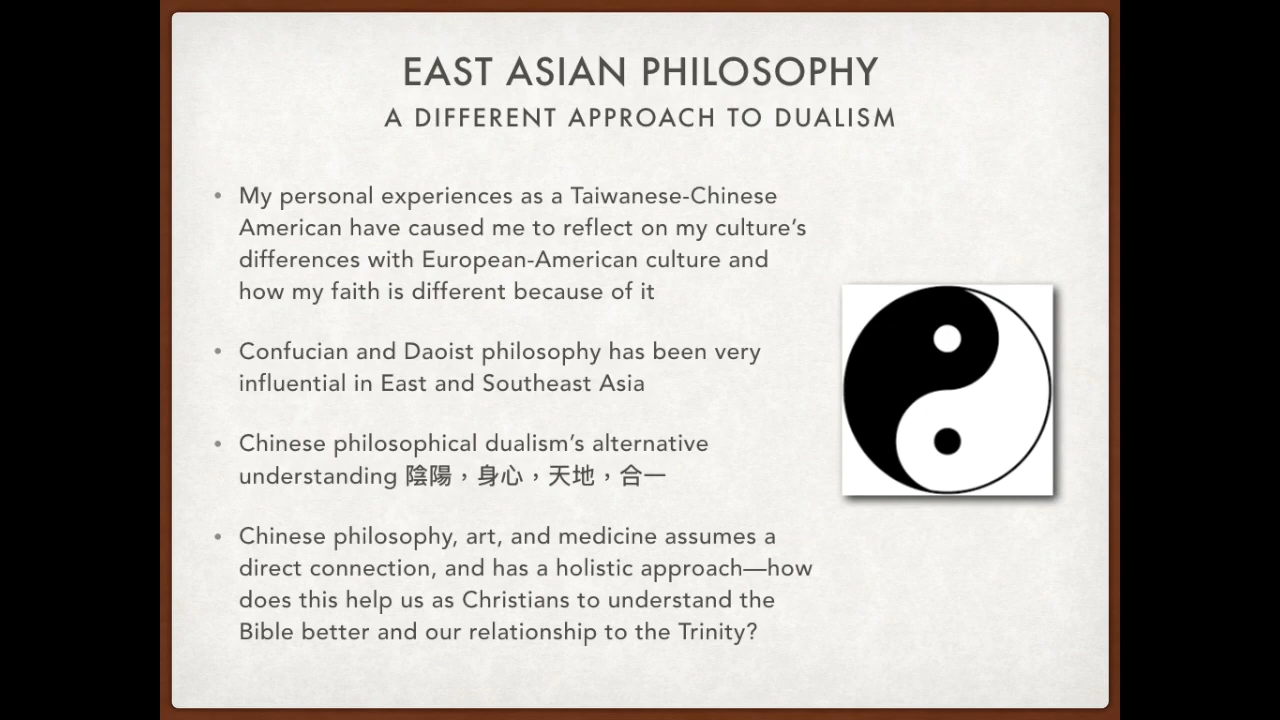 EAST ASIAN PHILOSOPHY
A DIFFERENT APPROACH TO DUALISM
• My personal experiences as a Taiwanese-Chinese
American have caused me to reflect on my culture’s
differences with European-American culture and
how my faith is different because of it
• Confucian and Daoist philosophy has been very
influential in East and Southeast Asia
• Chinese philosophical dualism’s alternative
understanding 陰陽，身心，天地，合一
• Chinese philosophy, art, and medicine assumes a
direct connection, and has a holistic approach—how
does this help us as Christians to understand the
Bible better and our relationship to the Trinity?